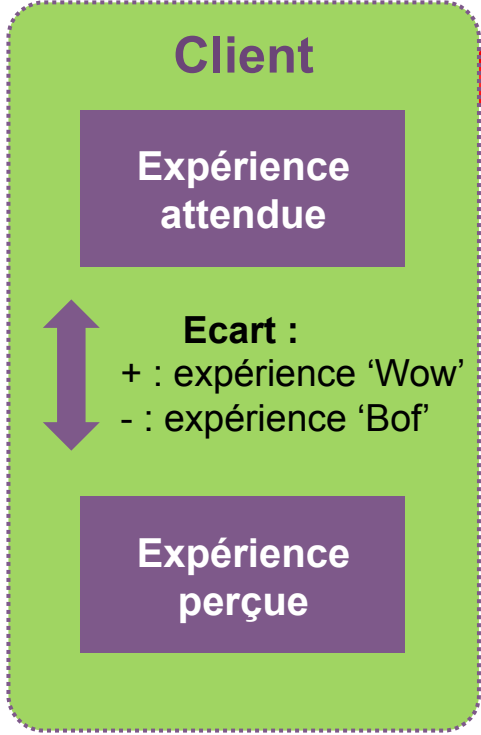 Client
Expérience
attendue
Ecart :
+ : expérience ‘Wow’
- : expérience ‘Bof’
Expérience
perçue